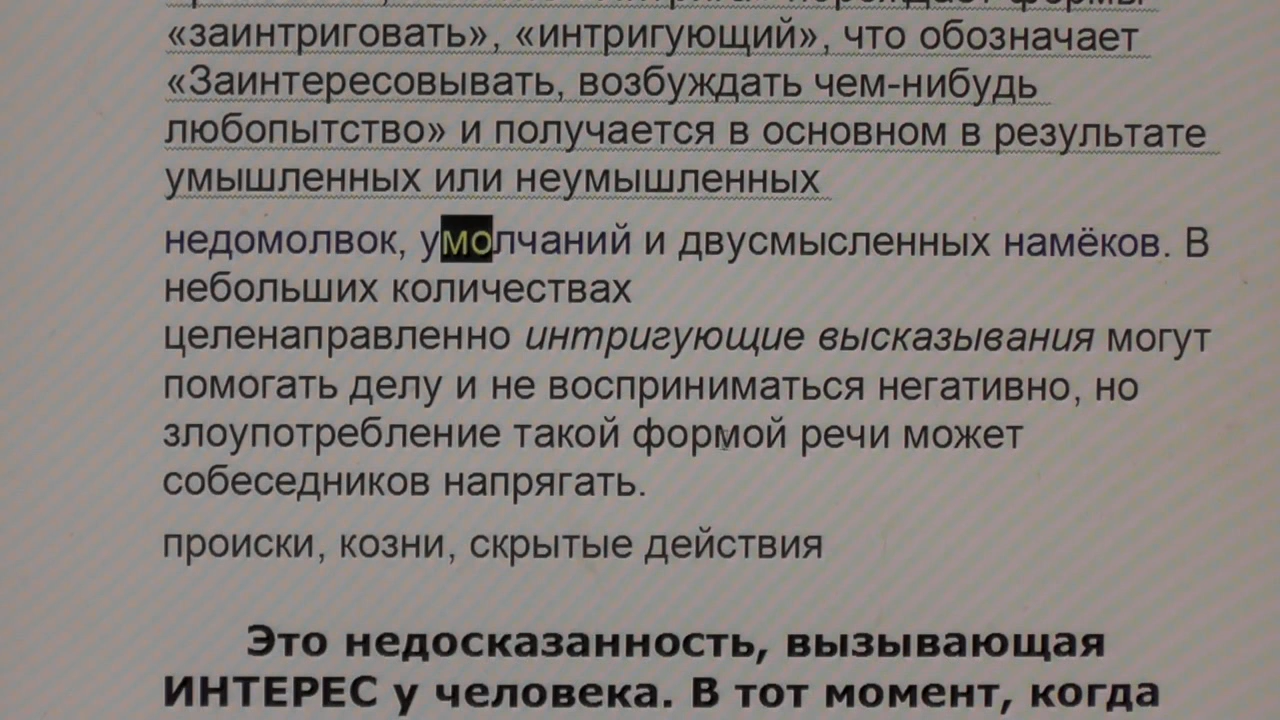 «заинтриговать», «интригующий», что обозначает
«Заинтересовывать, возбуждать чем-нибудь
любопытство» и получается в основном в результате
умышленных или неумышленных
недомолвок, умолчаний и двусмысленных намёков. В
небольших количествах
целенаправленно интригующие высказывания могут
помогать делу и не восприниматься негативно, но
злоупотребление такой формой речи может
собеседников напрягать.
происки, козни, скрытые действия
Это недосказанность, вызывающая
ИНТЕРЕС у человека. В тот момент, когда